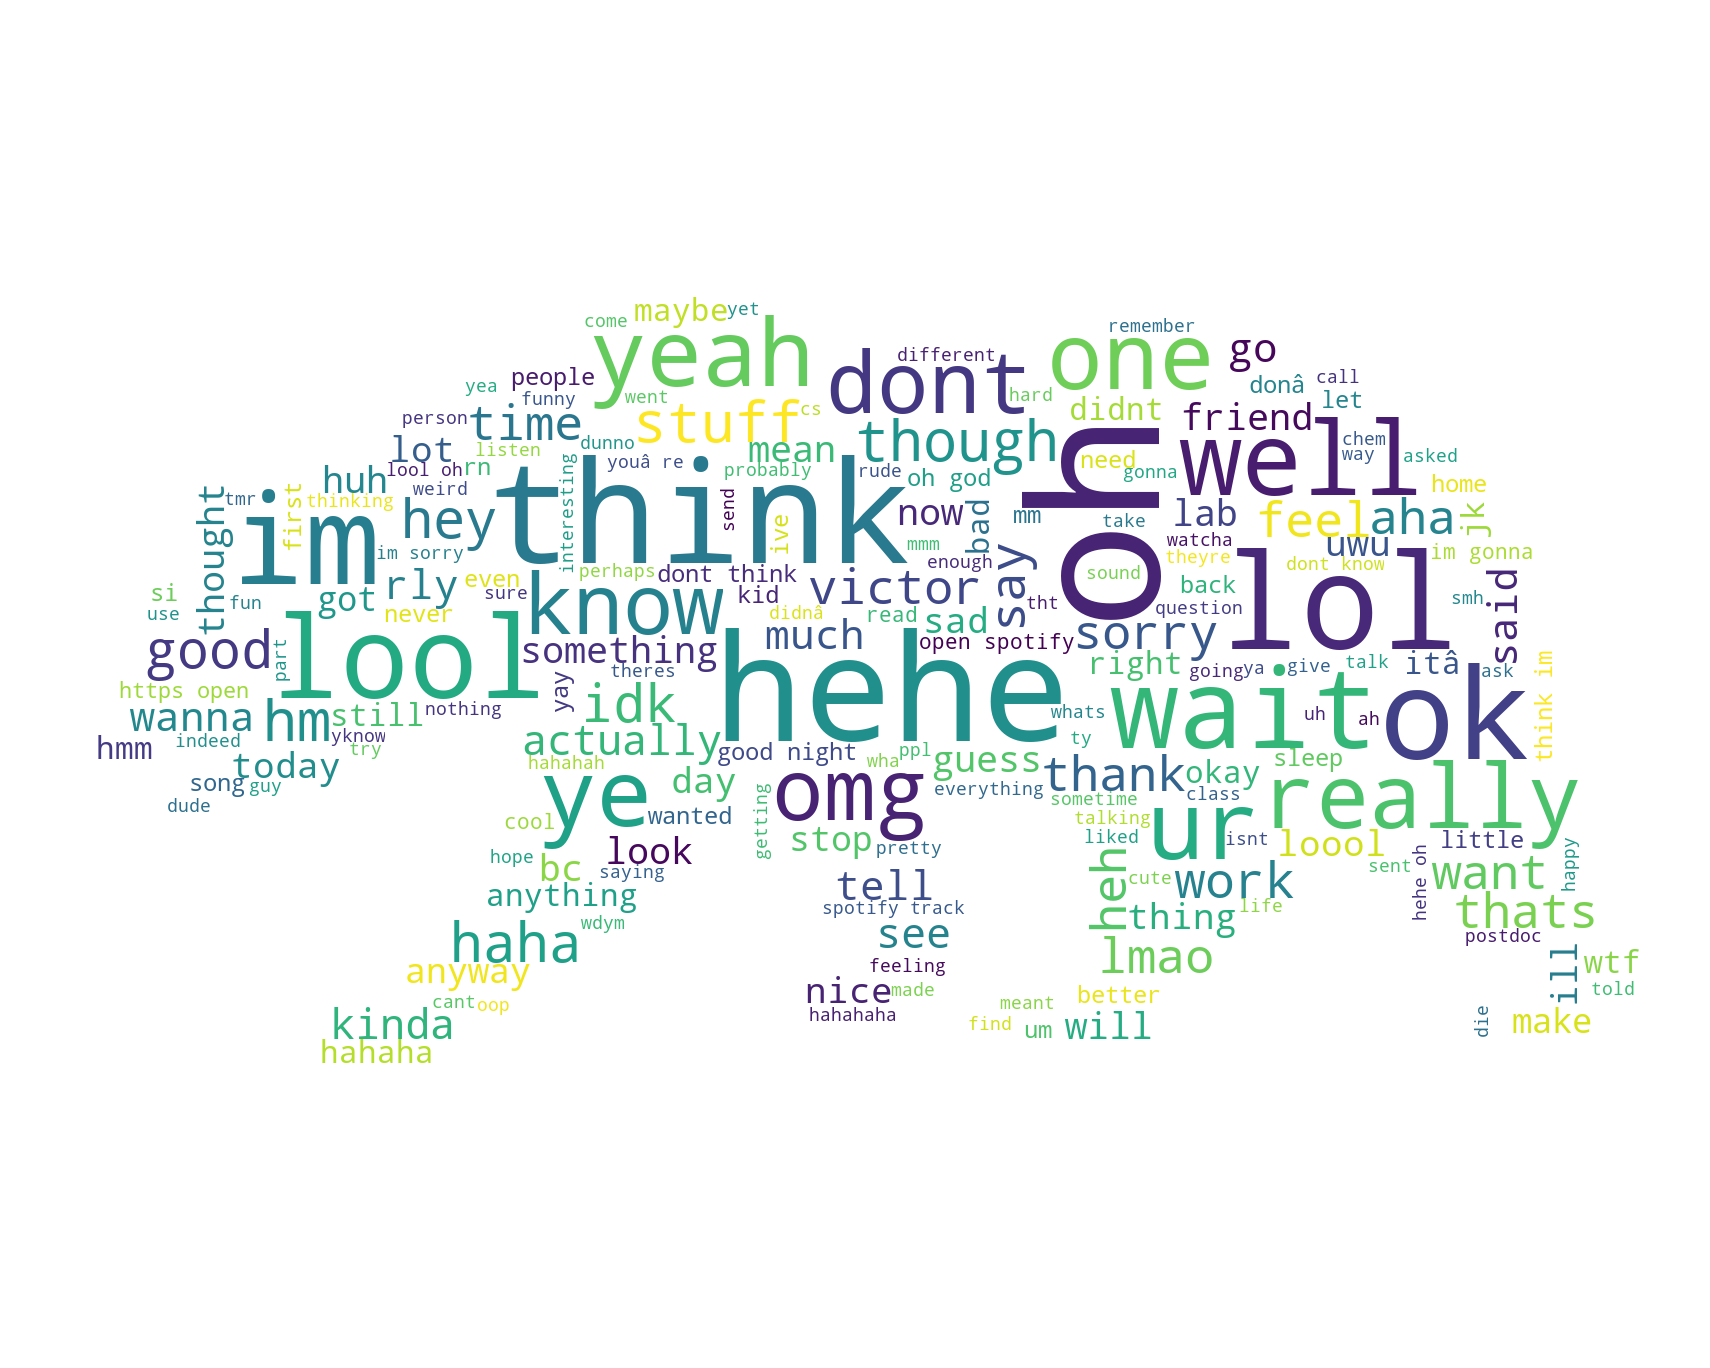 maybe
yet
come
yeah
remember
one
go
different
dont
people
call
donâ
yea
funny
went
hard
let
cs
stuff
didnt
person
time
friend
well
lot
listen
dunno
mean
though
chem
way
asked
lool oh
rn
youâ re
probably
rude
oh god
need
gonna
huh
weird
think
oh
home
tmr
thinking
first
thought
im
hey
interesting
send
ive
now
bad
mm
take
lab
feel
aha
jk
im sorry
mmm
watcha
uwu
im gonna
enough
theyre
dont know
perhaps
dont think
sound
si
use
fun
got
rly
even
sure
never
know
kid
victor
say
tht
back
question
lol
smh
said
didnâ
read
sad
good
part
lool
something
much
open spotify
sorry
theres
right
going
ya
give
talk
itâ
ask
https open
nothing
yay
idk
hehe
whats
wait
uh
ah
ok
think im
wanna
hm
still
yknow
hmm
indeed
try
actually
good night
wha
ppl
guess
ty
sleep
today
song
guy
hahahah
day
thank
okay
dude
everything
class
ye
wanted
omg
sometime
really
cool
getting
stop
pretty
talking
liked
ur
isnt
loool
little
hope
bc
look
saying
heh
cute
work
sent
want
happy
anything
tell
hehe oh
spotify track
thing
life
thats
wdym
haha
see
lmao
postdoc
anyway
feeling
wtf
ill
told
cant
oop
nice
made
better
hahahaha
meant
kinda
find
um
will
die
make
hahaha